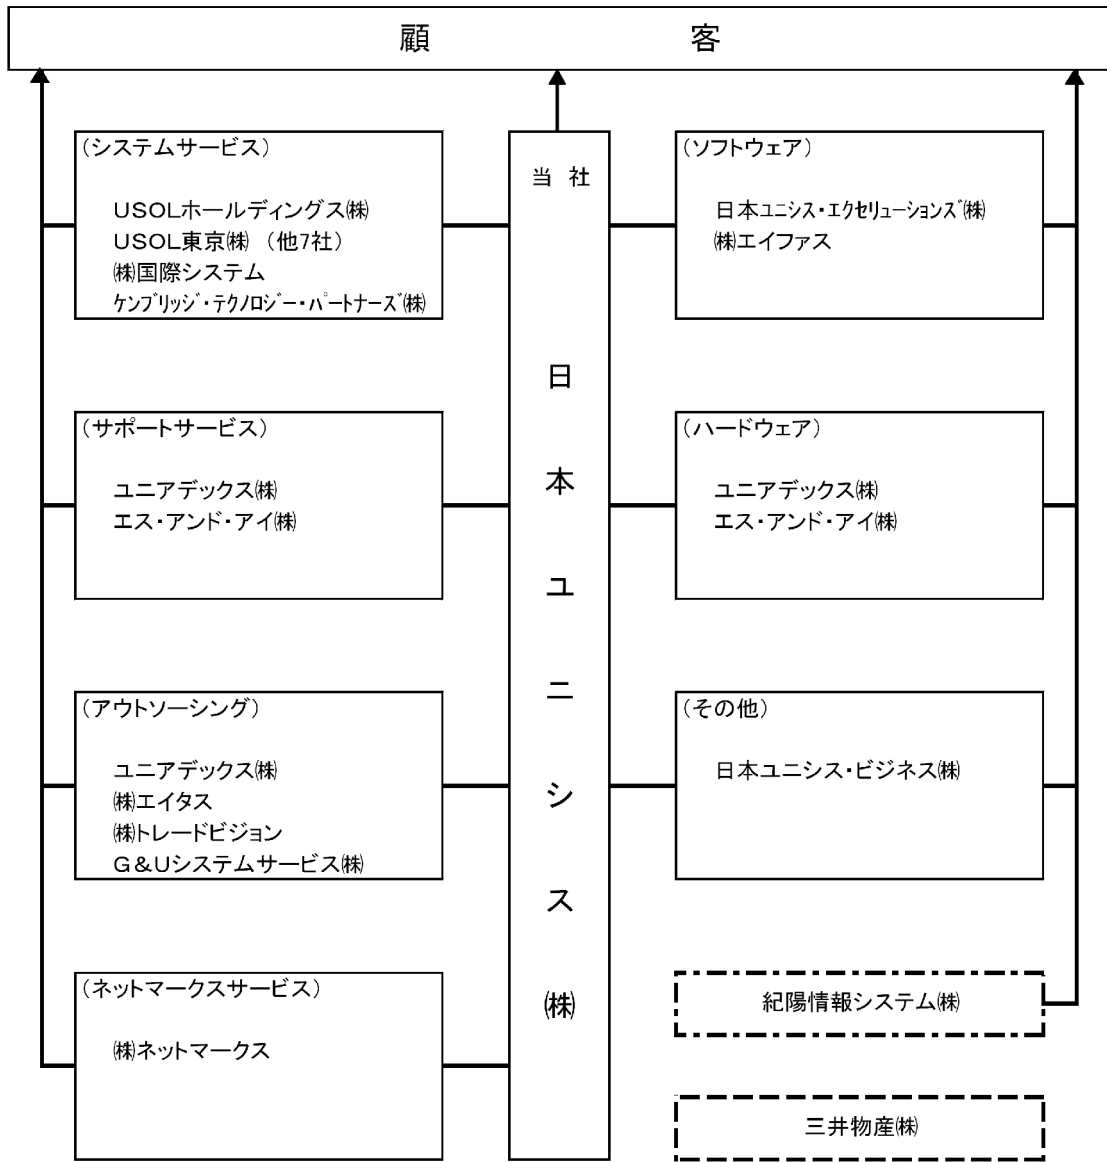 顧客
(システムサービス)
USOLホールディングス㈱
USOL東京㈱ (他7社)
㈱国際システム
ケンブリッジ・テクノロジー・パートナーズ㈱
(サポートサービス)
ユニアデックス㈱
エス・アンド・アイ㈱
(アウトソーシング)
ユニアデックス㈱
㈱エイタス
㈱トレードビジョン
G&Uシステムサービス㈱
(ネットマークスサービス)
㈱ネットマークス
当社
日本ユニシス㈱
(ソフトウェア)
日本ユニシス・エクセリューションズ㈱
㈱エイファス
(ハードウェア)
ユニアデックス㈱
エス・アンド・アイ㈱
(その他)
日本ユニシス・ビジネス㈱
紀陽情報システム㈱
三井物産㈱